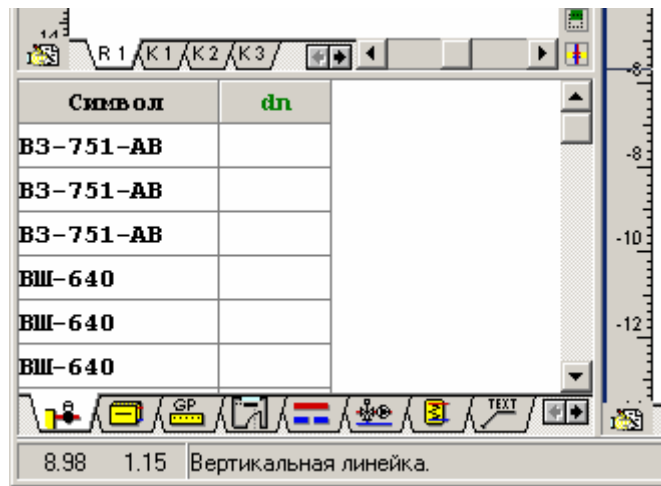 R 1 K 1 K 2 K 3
-8
Символ dn
ВЗ-751-АВ
-8
ВЗ-751-АВ
ВЗ-751-АВ
-10
ВШ-640
ВШ-640
-12
ВШ-640
GP TEXT
8.98 1.15 Вертикальная линейка.